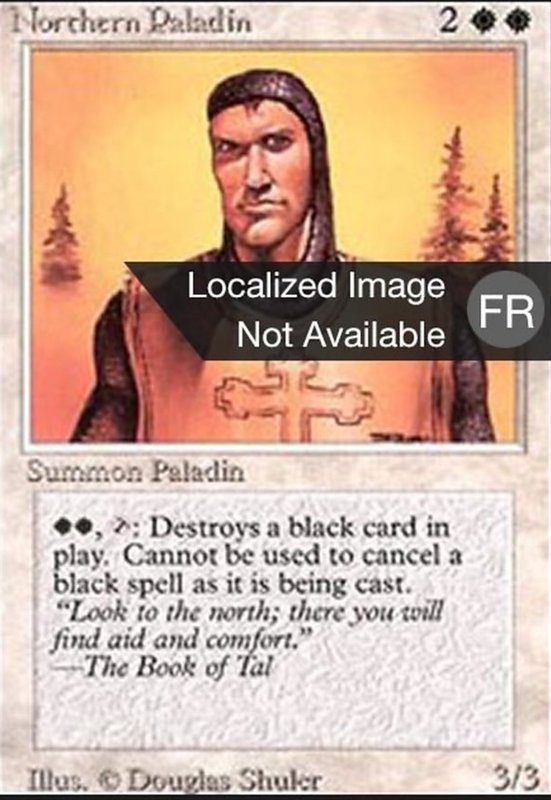 Northern Paladin 2
Localized Image
Not Available
FR
Summon Paladin
, : Destroys a black card in
play. Cannot be used to cancel a
black spell as it is being cast.
“Look to the north; there you will
find aid and comfort.”
—The Book of Tal
Illus. © Douglas Shuler 3/3